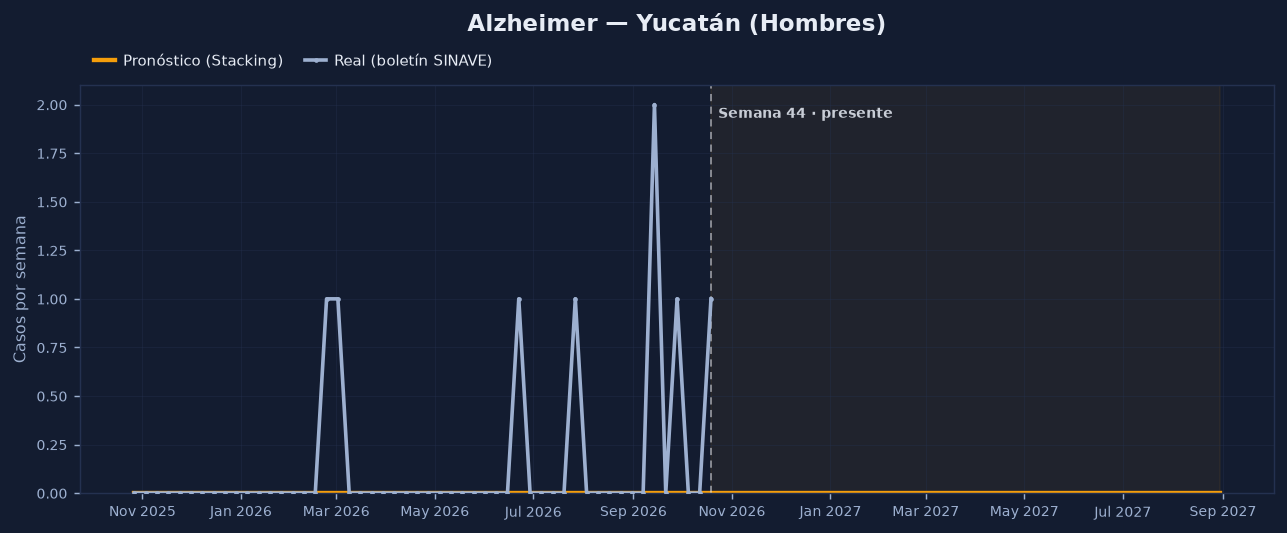 Alzheimer — Yucatán (Hombres)
Pronóstico (Stacking)
Real (boletín SINAVE)
Semana 44 · presente
Casos por semana
2.00
1.75
1.50
1.25
1.00
0.75
0.50
0.25
0.00
Nov 2025
Jan 2026
Mar 2026
May 2026
Jul 2026
Sep 2026
Nov 2026
Jan 2027
Mar 2027
May 2027
Jul 2027
Sep 2027